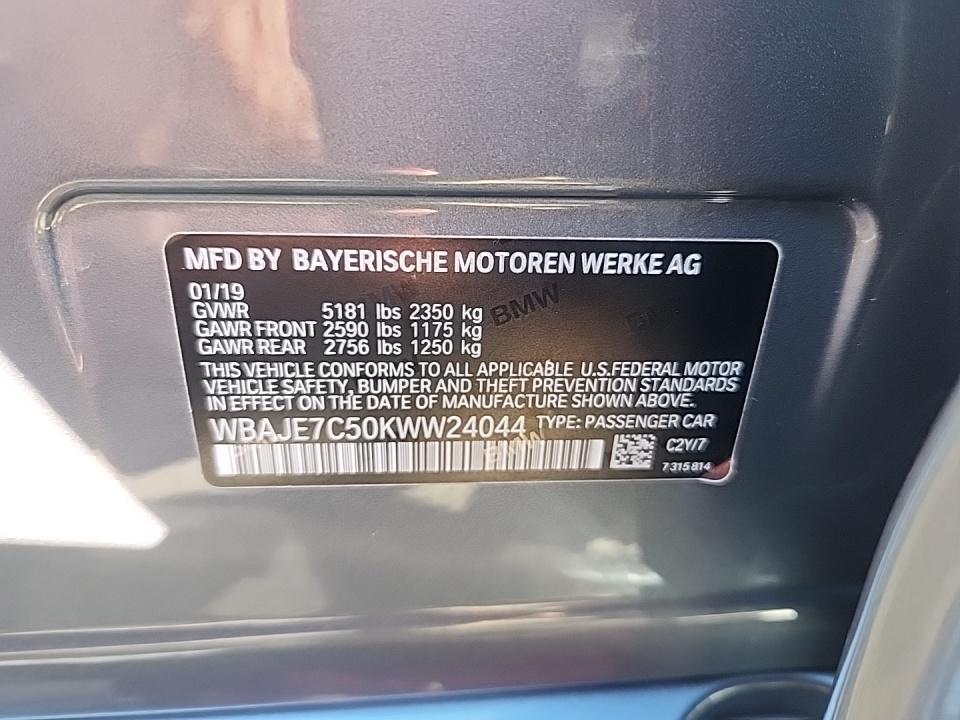 MFD BY BAYERISCHE MOTOREN WERKE AG
01/19
GVWR 5181 lbs 2350 kg
GAWR FRONT 2590 lbs 1175 kg
GAWR REAR 2756 lbs 1250 kg
THIS VEHICLE CONFORMS TO ALL APPLICABLE U.S.FEDERAL MOTOR
VEHICLE SAFETY, BUMPER AND THEFT PREVENTION STANDARDS
IN EFFECT ON THE DATE OF MANUFACTURE SHOWN ABOVE.
WBAJE7C50KWW24044 TYPE: PASSENGER CAR
C2Y/7
7 315 814
BMW
BMW
BMW